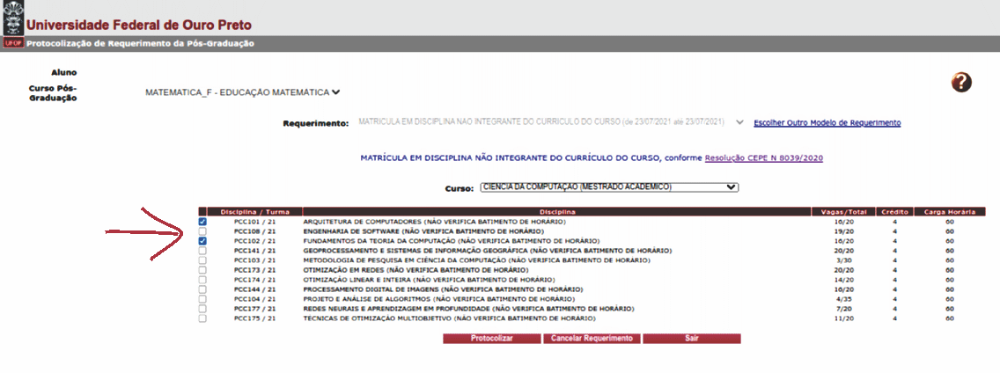 Universidade Federal de Ouro Preto
UFOP Protocolização de Requerimento da Pós-Graduação
Aluno
Curso Pós-Graduação MATEMATICA_F - EDUCAÇÃO MATEMÁTICA
Requerimento: MATRICULA EM DISCIPLINA NAO INTEGRANTE DO CURRICULO DO CURSO (de 23/07/2021 até 23/07/2021) Escolher Outro Modelo de Requerimento
MATRÍCULA EM DISCIPLINA NÃO INTEGRANTE DO CURRÍCULO DO CURSO, conforme Resolução CEPE N 8039/2020
Curso: CIENCIA DA COMPUTAÇÃO (MESTRADO ACADEMICO)
Disciplina / Turma Disciplina Vagas/Total Crédito Carga Horária
PCC101 / 21 ARQUITETURA DE COMPUTADORES (NÃO VERIFICA BATIMENTO DE HORÁRIO) 16/20 4 60
PCC108 / 21 ENGENHARIA DE SOFTWARE (NÃO VERIFICA BATIMENTO DE HORÁRIO) 19/20 4 60
PCC102 / 21 FUNDAMENTOS DA TEORIA DA COMPUTAÇÃO (NÃO VERIFICA BATIMENTO DE HORÁRIO) 16/20 4 60
PCC141 / 21 GEOPROCESSAMENTO E SISTEMAS DE INFORMAÇÃO GEOGRÁFICA (NÃO VERIFICA BATIMENTO DE HORÁRIO) 20/20 4 60
PCC103 / 21 METODOLOGIA DE PESQUISA EM CIÊNCIA DA COMPUTAÇÃO (NÃO VERIFICA BATIMENTO DE HORÁRIO) 3/30 4 60
PCC173 / 21 OTIMIZAÇÃO EM REDES (NÃO VERIFICA BATIMENTO DE HORÁRIO) 20/20 4 60
PCC174 / 21 OTIMIZAÇÃO LINEAR E INTEIRA (NÃO VERIFICA BATIMENTO DE HORÁRIO) 14/20 4 60
PCC144 / 21 PROCESSAMENTO DIGITAL DE IMAGENS (NÃO VERIFICA BATIMENTO DE HORÁRIO) 16/20 4 60
PCC104 / 21 PROJETO E ANÁLISE DE ALGORITMOS (NÃO VERIFICA BATIMENTO DE HORÁRIO) 4/35 4 60
PCC177 / 21 REDES NEURAIS E APRENDIZAGEM EM PROFUNDIDADE (NÃO VERIFICA BATIMENTO DE HORÁRIO) 7/20 4 60
PCC175 / 21 TÉCNICAS DE OTIMIZAÇÃO MULTIOBJETIVO (NÃO VERIFICA BATIMENTO DE HORÁRIO) 11/20 4 60
Protocolizar Cancelar Requerimento Sair